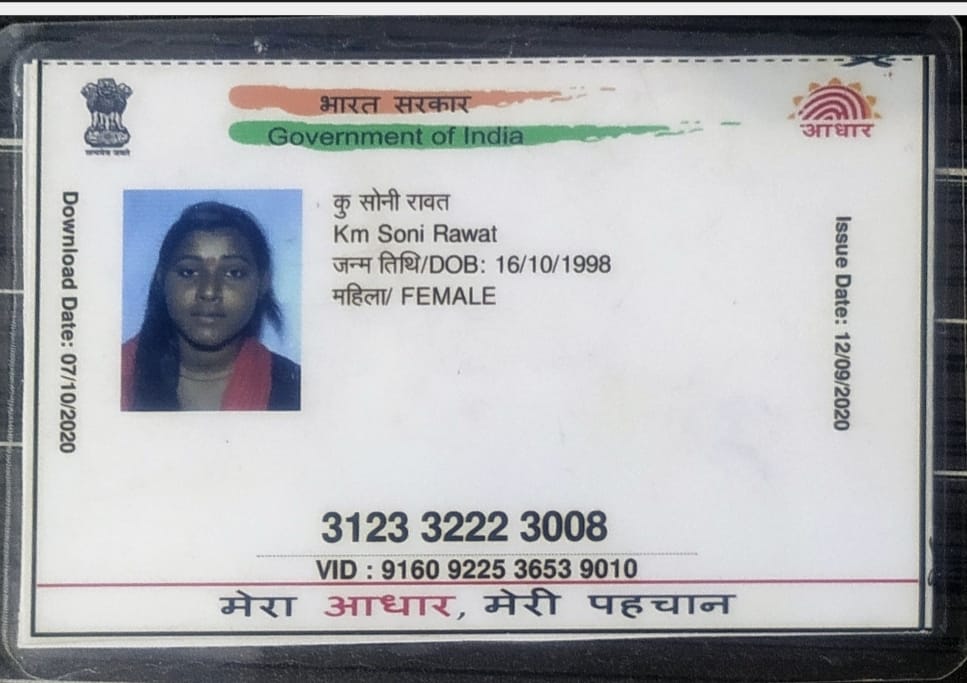 भारत सरकार
Government of India
आधार
सत्यमेव जयते
Download Date: 07/10/2020
कु सोनी रावत
Km Soni Rawat
जन्म तिथि/DOB: 16/10/1998
महिला/ FEMALE
Issue Date: 12/09/2020
3123 3222 3008
VID : 9160 9225 3653 9010
मेरा आधार, मेरी पहचान